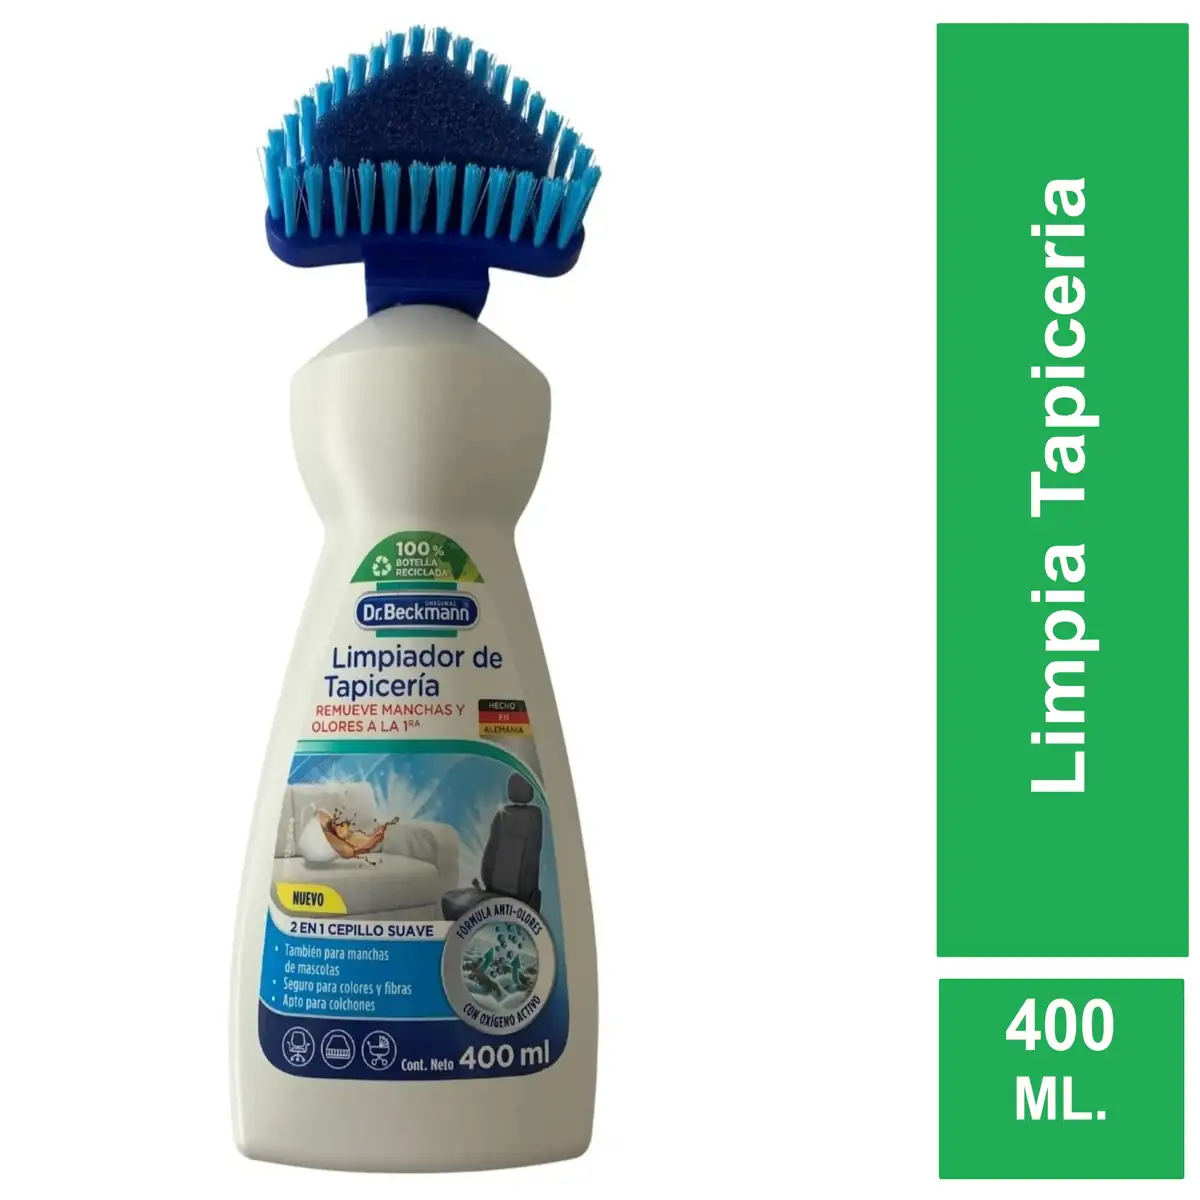 100%
BOTELLA
RECICLADA
ORIGINAL
Dr.Beckmann
Limpiador de
Tapicería
REMUEVE MANCHAS Y
OLORES A LA 1RA
HECHO
EN
ALEMANIA
NUEVO
2 EN 1 CEPILLO SUAVE
• También para manchas
de mascotas
• Seguro para colores y fibras
• Apto para colchones
FÓRMULA ANTI-OLORES
CON OXÍGENO ACTIVO
Cont. Neto 400 ml
Limpia Tapiceria
400
ML.